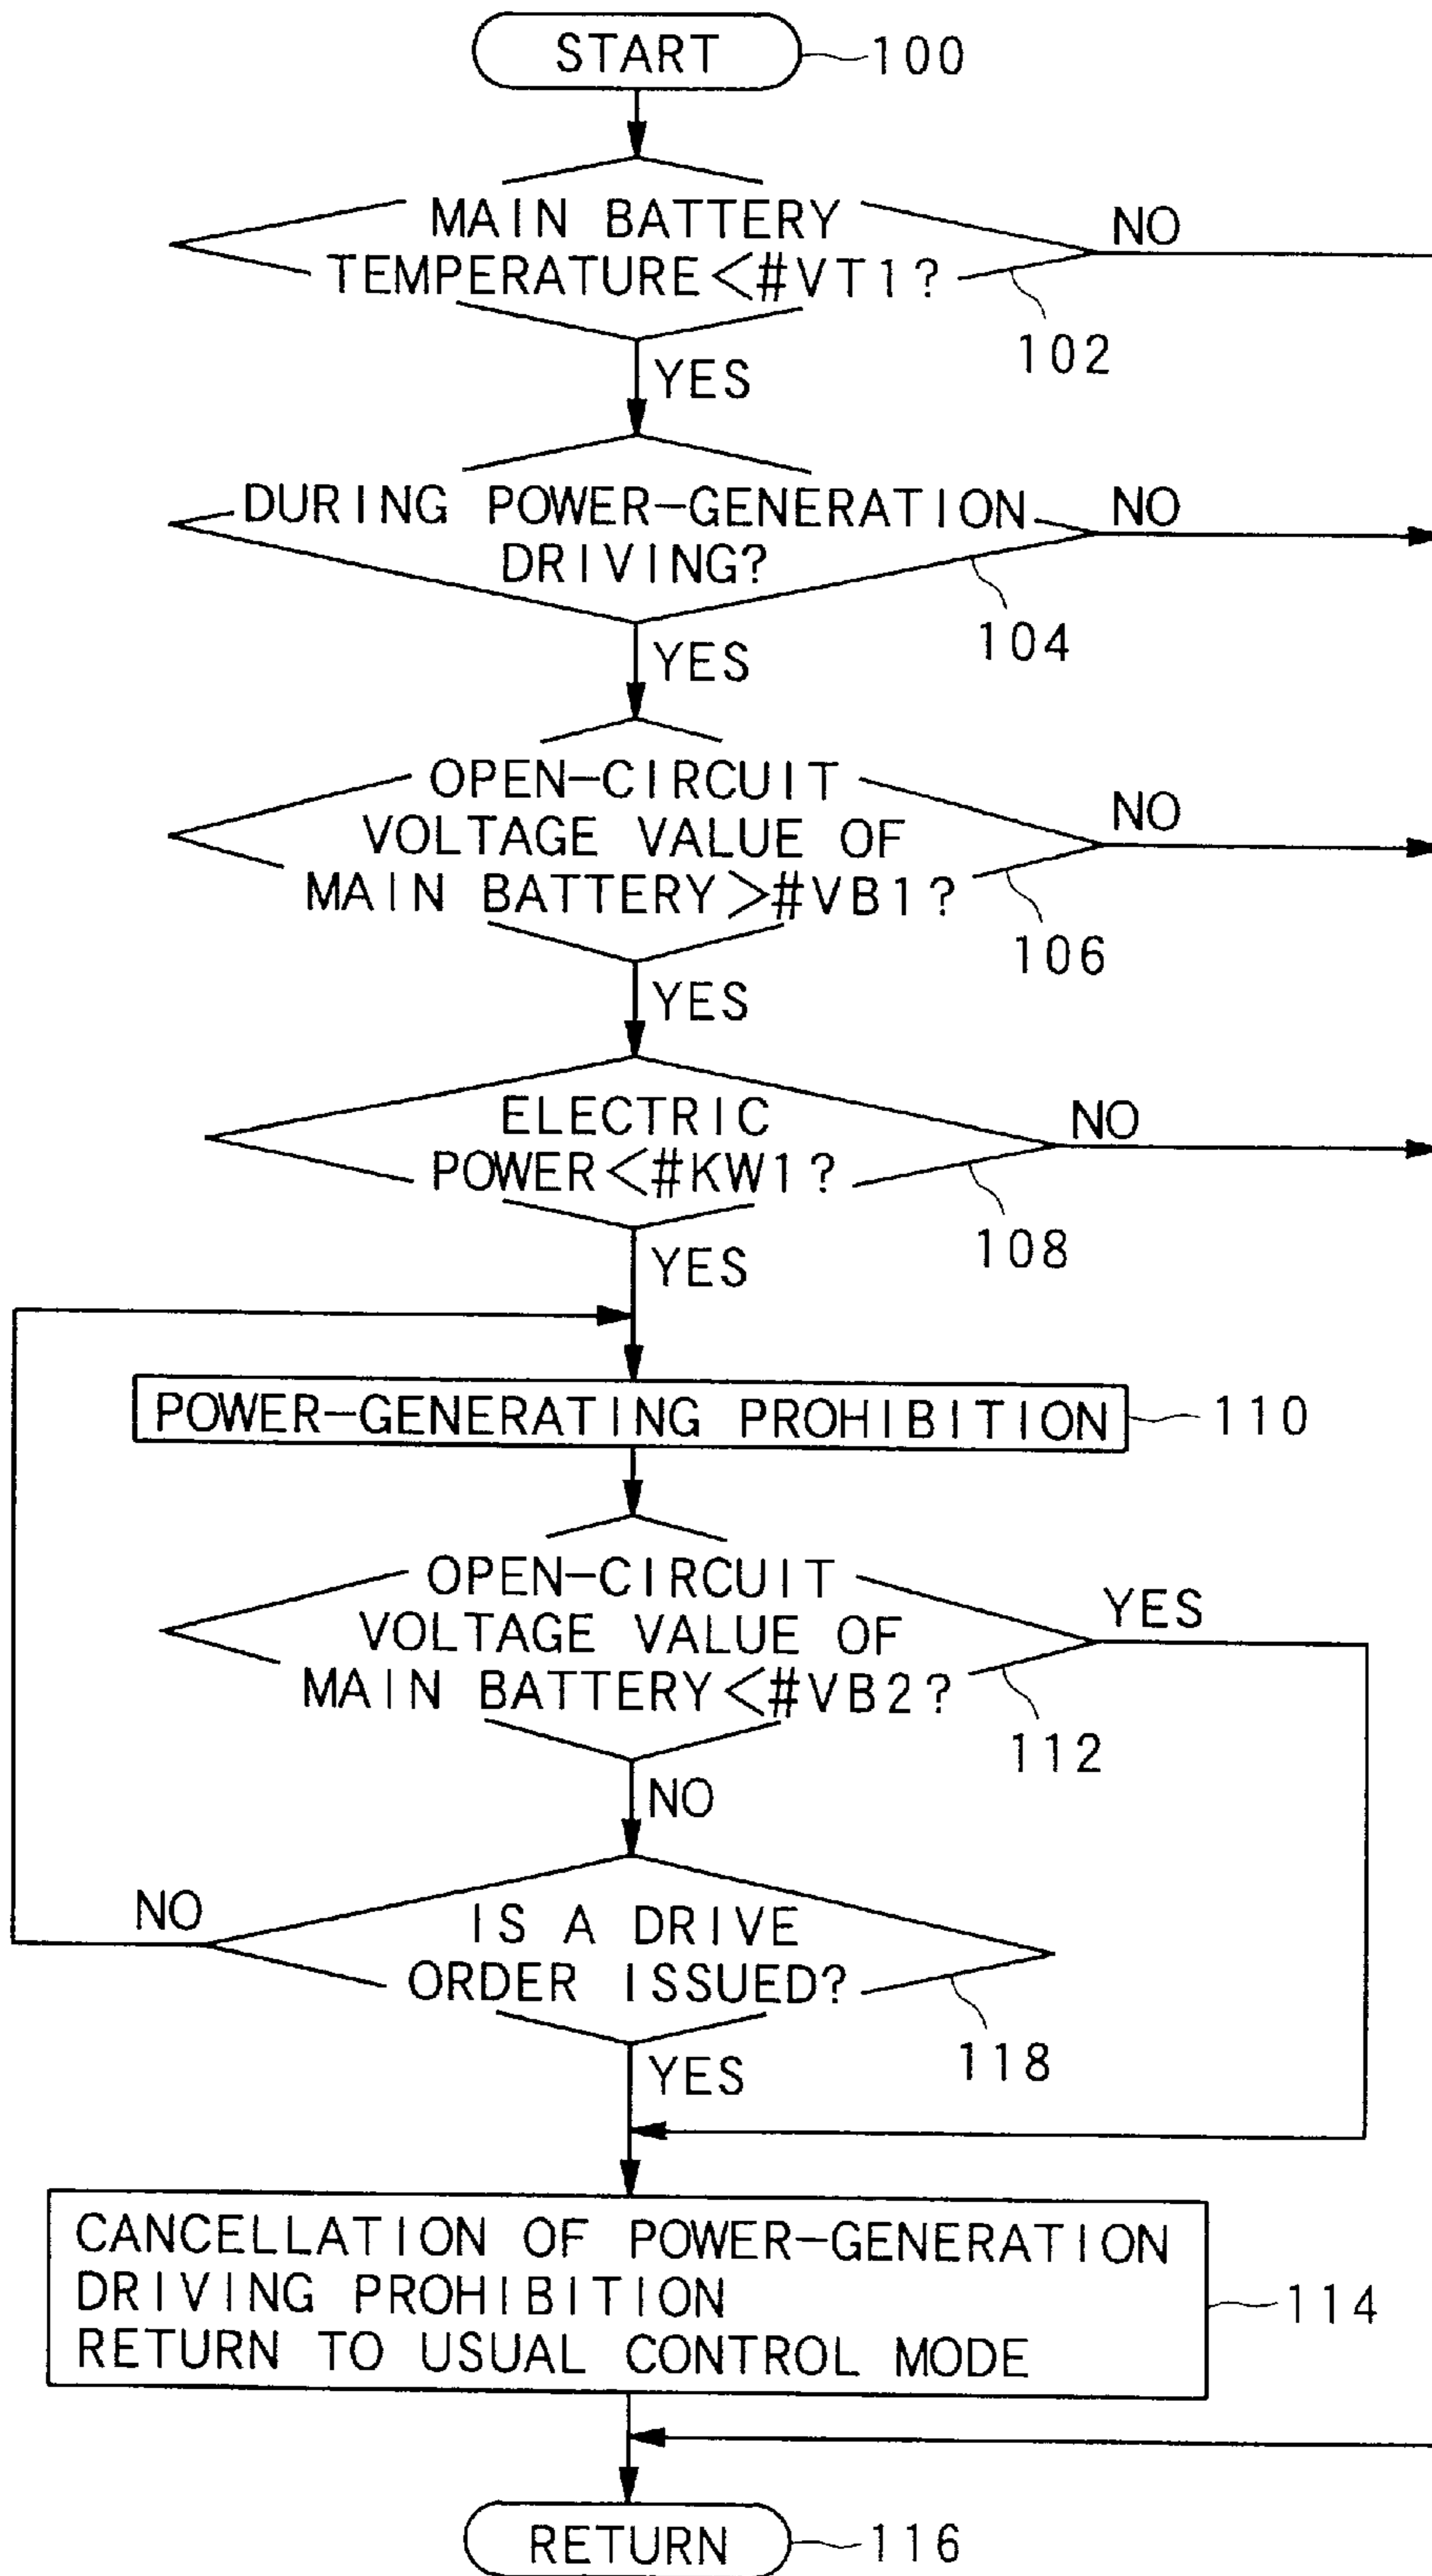 START
100
MAIN BATTERY
TEMPERATURE<#VT1?
NO
102
YES
DURING POWER-GENERATION
DRIVING?
NO
104
YES
OPEN-CIRCUIT
VOLTAGE VALUE OF
MAIN BATTERY>#VB1?
NO
106
YES
ELECTRIC
POWER<#KW1?
NO
108
YES
POWER-GENERATING PROHIBITION
110
OPEN-CIRCUIT
VOLTAGE VALUE OF
MAIN BATTERY<#VB2?
YES
112
NO
IS A DRIVE
ORDER ISSUED?
NO
118
YES
CANCELLATION OF POWER-GENERATION
DRIVING PROHIBITION
RETURN TO USUAL CONTROL MODE
114
RETURN
116